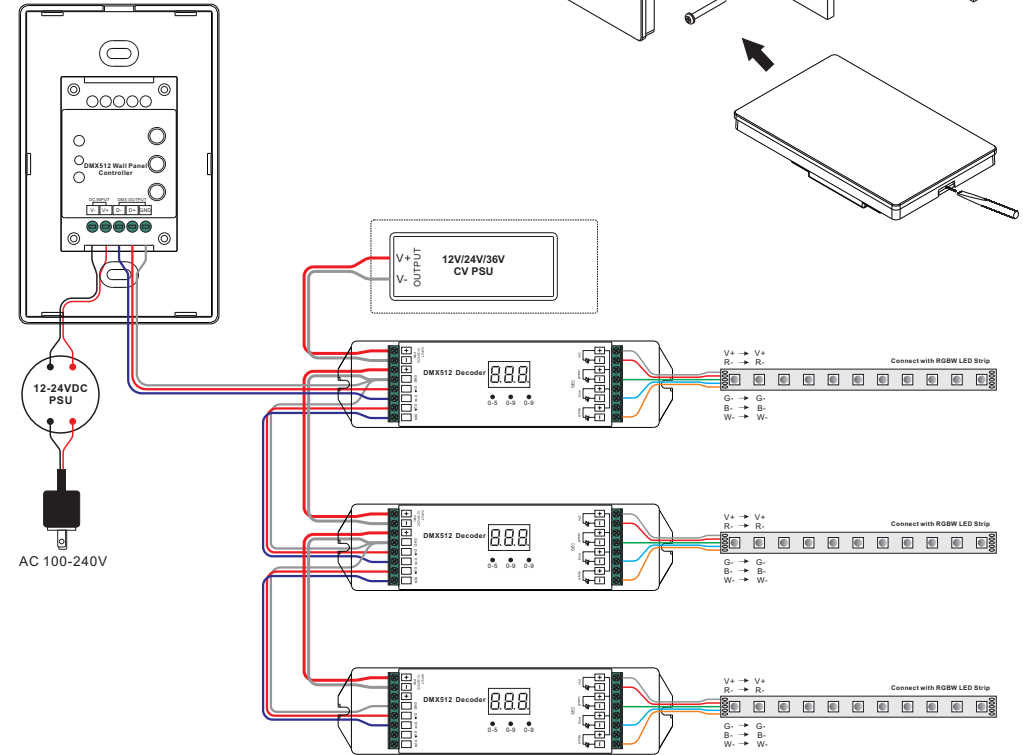 DMX512 Wall Panel
Controller
DC INPUT DMX OUTPUT
V- V+ D- D+ GND
12-24VDC
PSU
AC 100-240V
V+
V-
OUTPUT
12V/24V/36V
CV PSU
DMX512 Decoder
0-5 0-9 0-9
V+ → V+
R- → R-
Connect with RGBW LED Strip
G- → G-
B- → B-
W- → W-
DMX512 Decoder
0-5 0-9 0-9
V+ → V+
R- → R-
Connect with RGBW LED Strip
G- → G-
B- → B-
W- → W-
DMX512 Decoder
0-5 0-9 0-9
V+ → V+
R- → R-
Connect with RGBW LED Strip
G- → G-
B- → B-
W- → W-